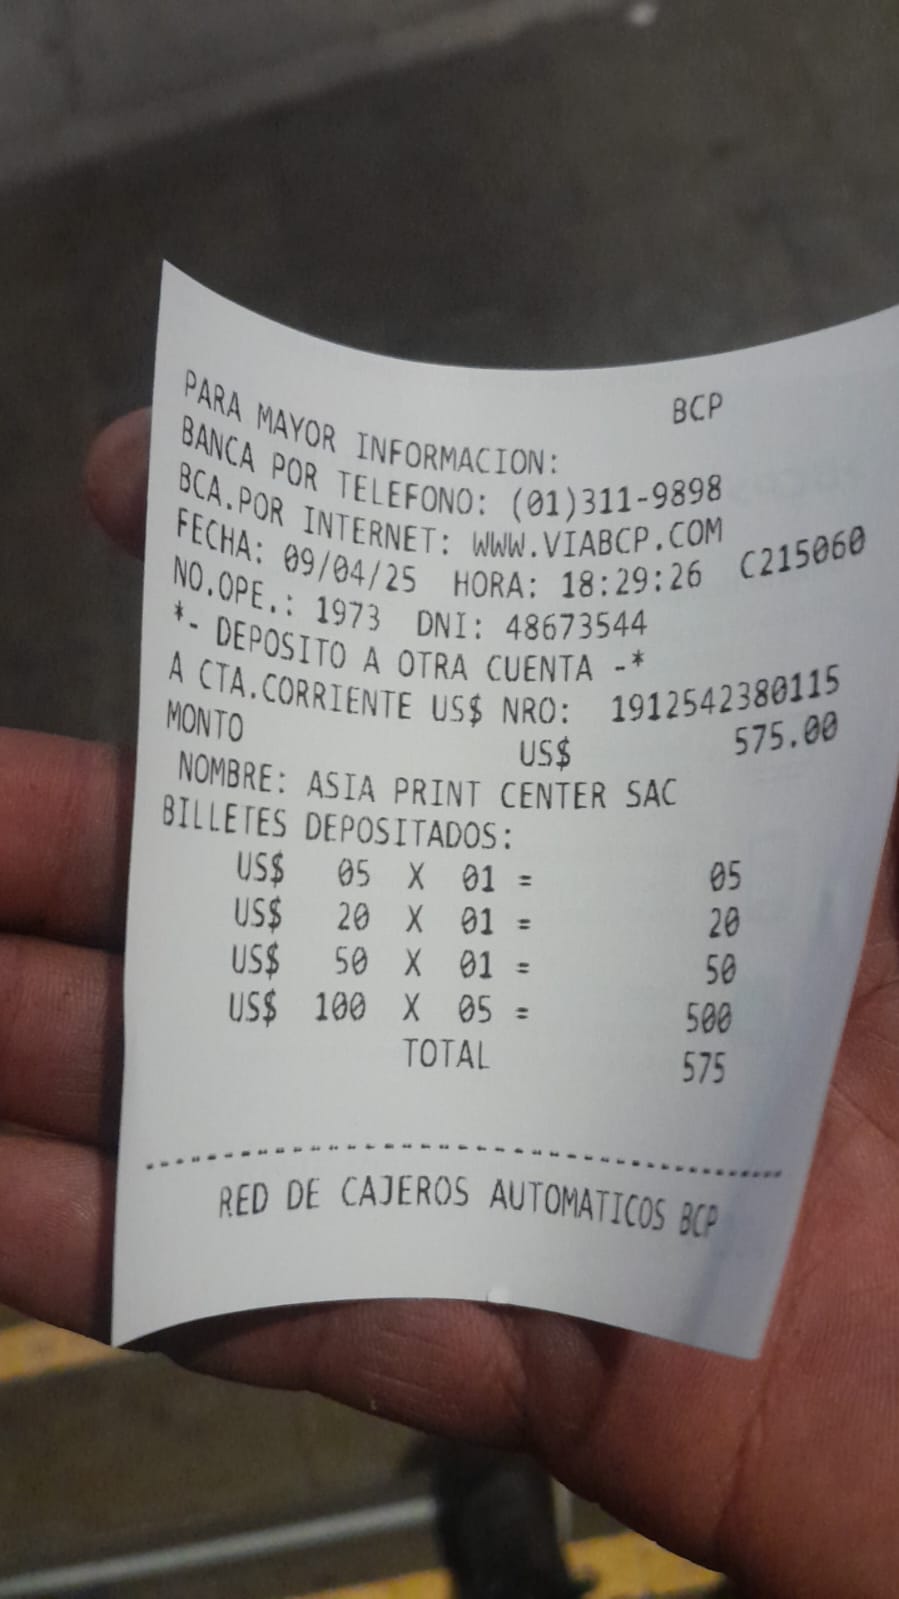 BCP
PARA MAYOR INFORMACION:
BANCA POR TELEFONO: (01)311-9898
BCA.POR INTERNET: WWW.VIABCP.COM
FECHA: 09/04/25 HORA: 18:29:26 C215060
NO.OPE.: 1973 DNI: 48673544
*- DEPOSITO A OTRA CUENTA -*
A CTA.CORRIENTE US$ NRO: 1912542380115
MONTO US$ 575.00
NOMBRE: ASIA PRINT CENTER SAC
BILLETES DEPOSITADOS:
US$ 05 X 01 = 05
US$ 20 X 01 = 20
US$ 50 X 01 = 50
US$ 100 X 05 = 500
TOTAL 575
RED DE CAJEROS AUTOMATICOS BCP